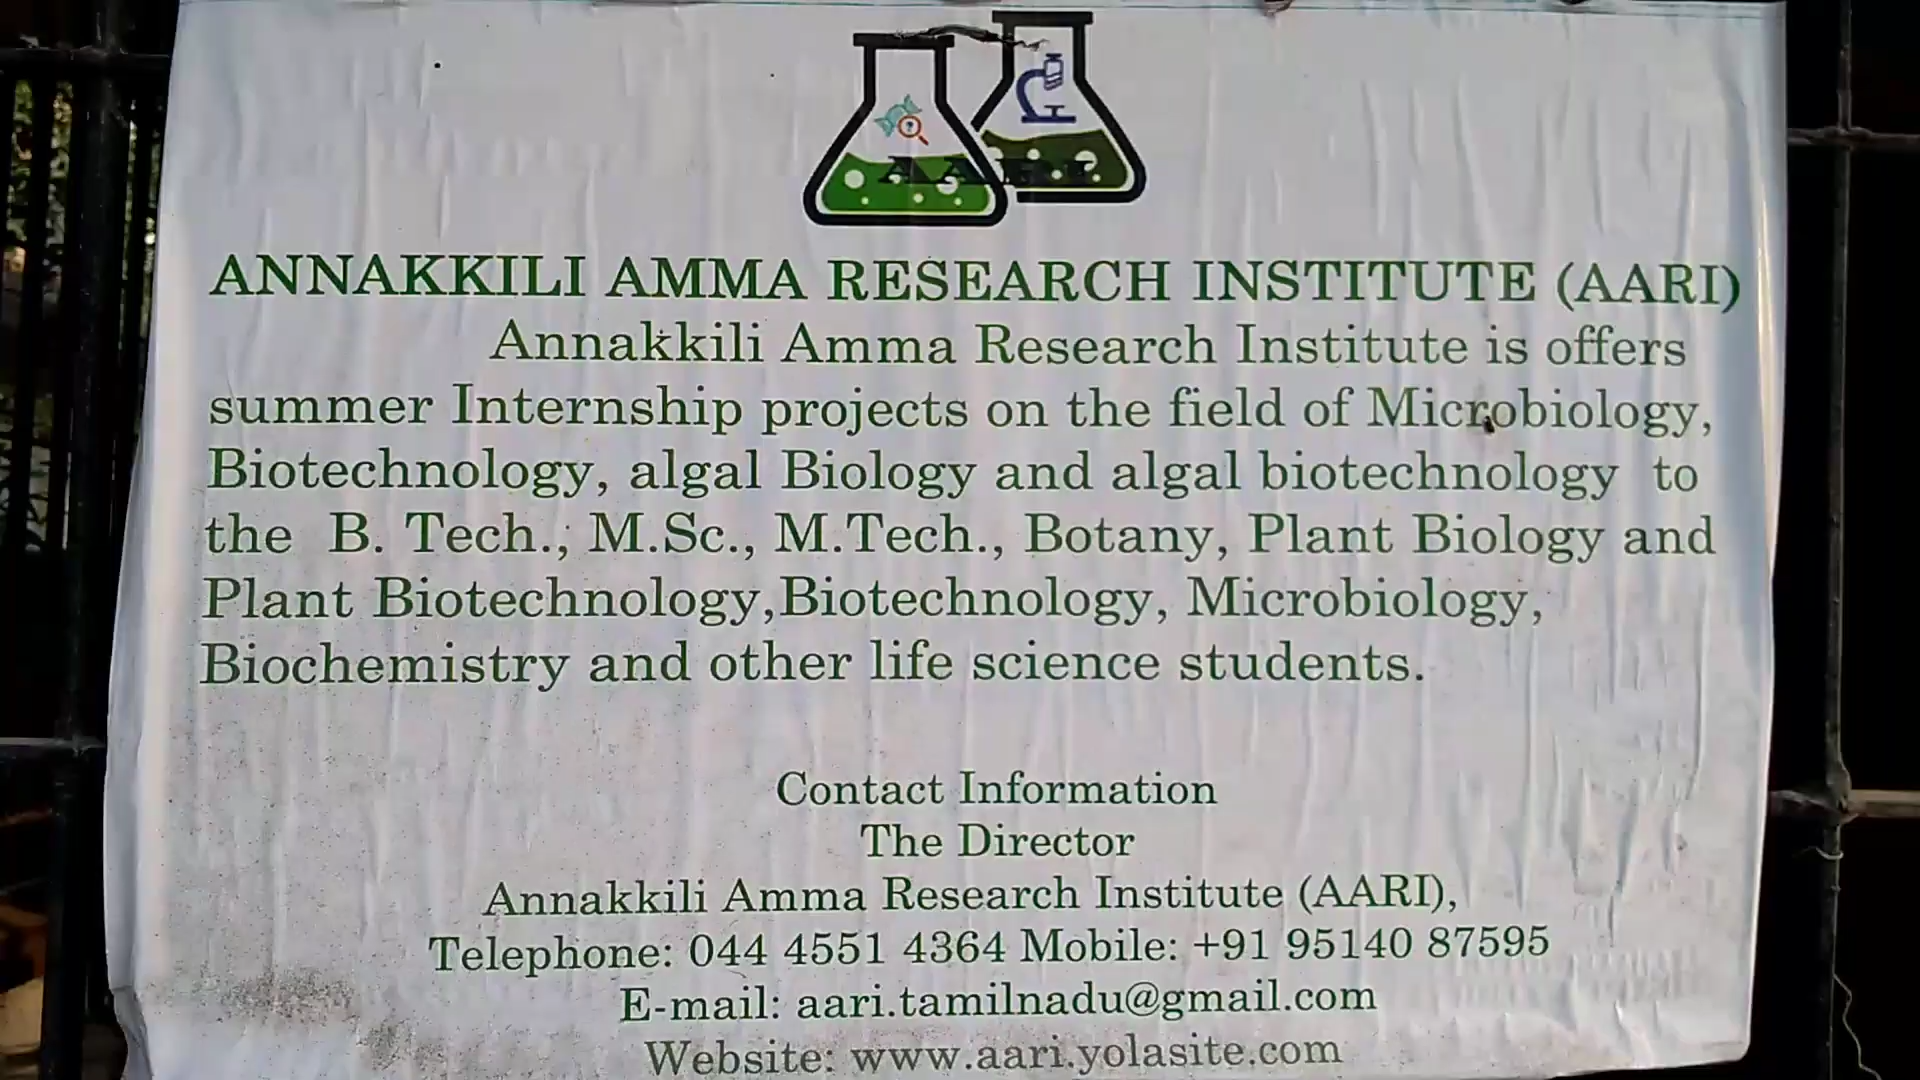 AARI
ANNAKKILI AMMA RESEARCH INSTITUTE (AARI)
Annakkili Amma Research Institute is offers
summer Internship projects on the field of Microbiology,
Biotechnology, algal Biology and algal biotechnology to
the B. Tech., M.Sc., M.Tech., Botany, Plant Biology and
Plant Biotechnology,Biotechnology, Microbiology,
Biochemistry and other life science students.
Contact Information
The Director
Annakkili Amma Research Institute (AARI),
Telephone: 044 4551 4364 Mobile: +91 95140 87595
E-mail: aari.tamilnadu@gmail.com
Website: www.aari.yolasite.com